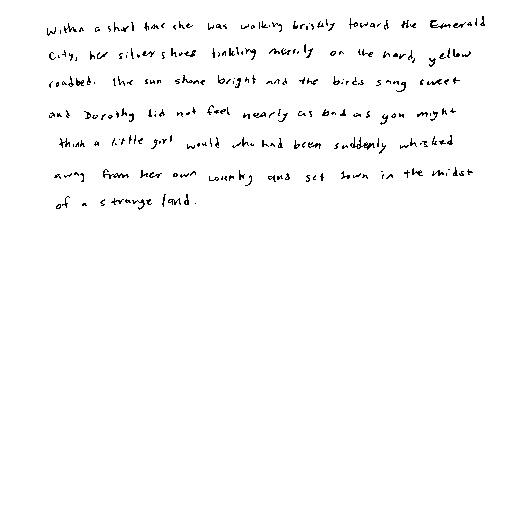 Within a short time she was walking briskly toward the Emerald
City, her silver shoes tinkling merrily on the hard, yellow
roadbed. The sun shone bright and the birds sang sweet
and Dorothy did not feel nearly as bad as you might
think a little girl would who had been suddenly whisked
away from her own country and set down in the midst
of a strange land.